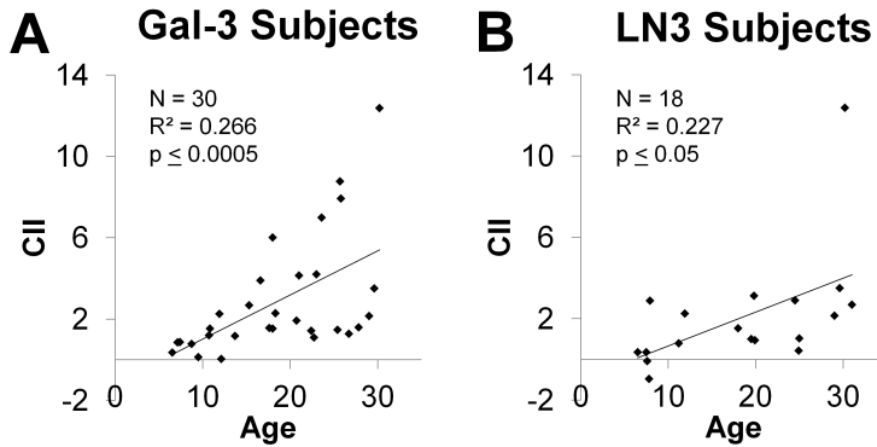 A Gal-3 Subjects
14
10
6
2
-2
CII
N = 30
R² = 0.266
p ≤ 0.0005
0 10 20 30
Age
B LN3 Subjects
14
10
6
2
-2
CII
N = 18
R² = 0.227
p ≤ 0.05
0 10 20 30
Age